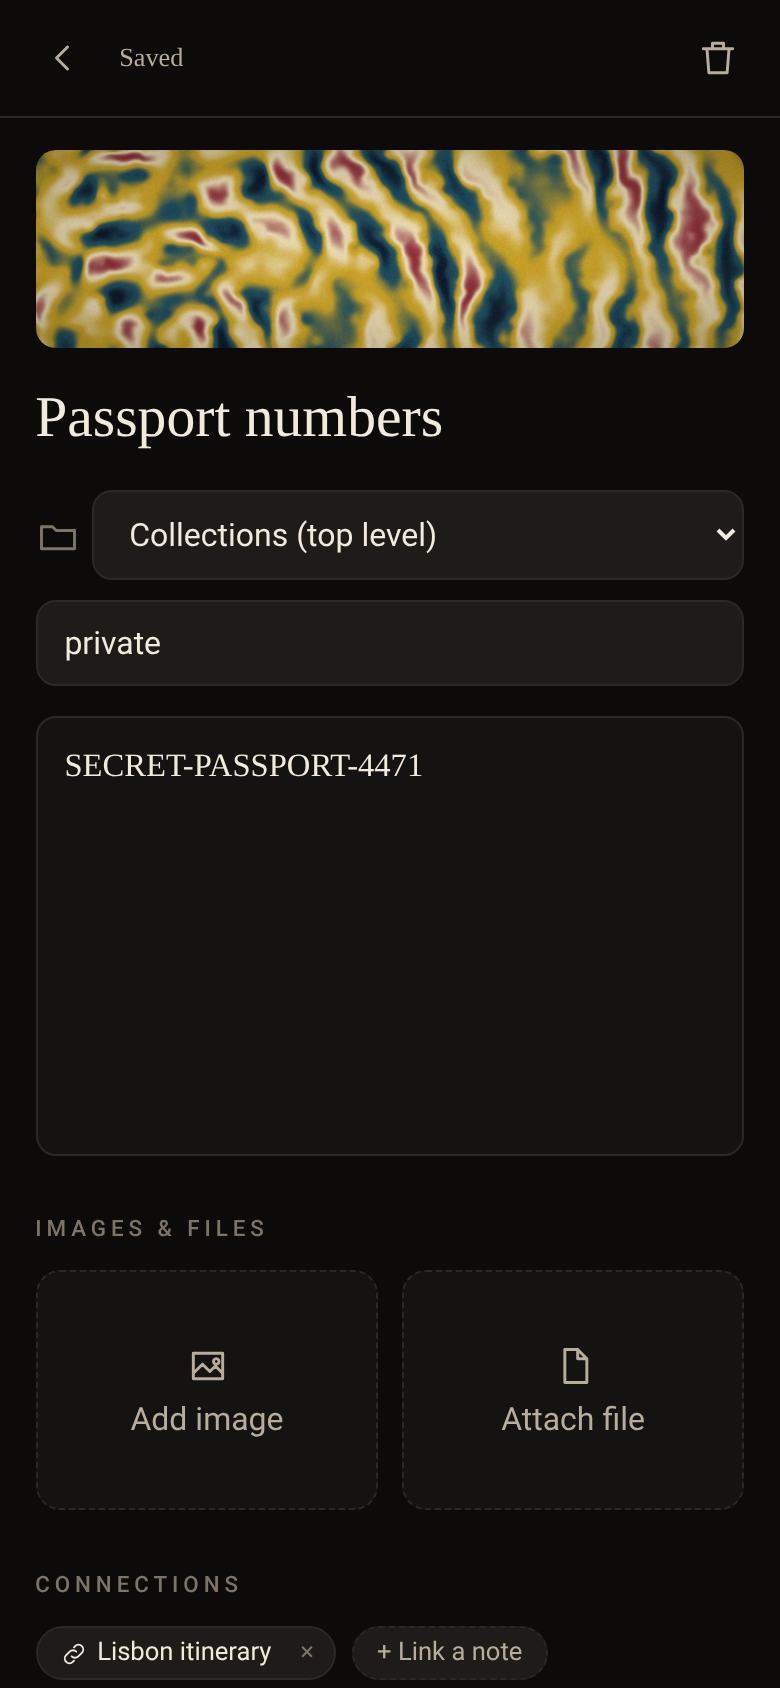 Saved
Passport numbers
Collections (top level)
private
SECRET-PASSPORT-4471
IMAGES & FILES
Add image
Attach file
CONNECTIONS
Lisbon itinerary ×
+ Link a note